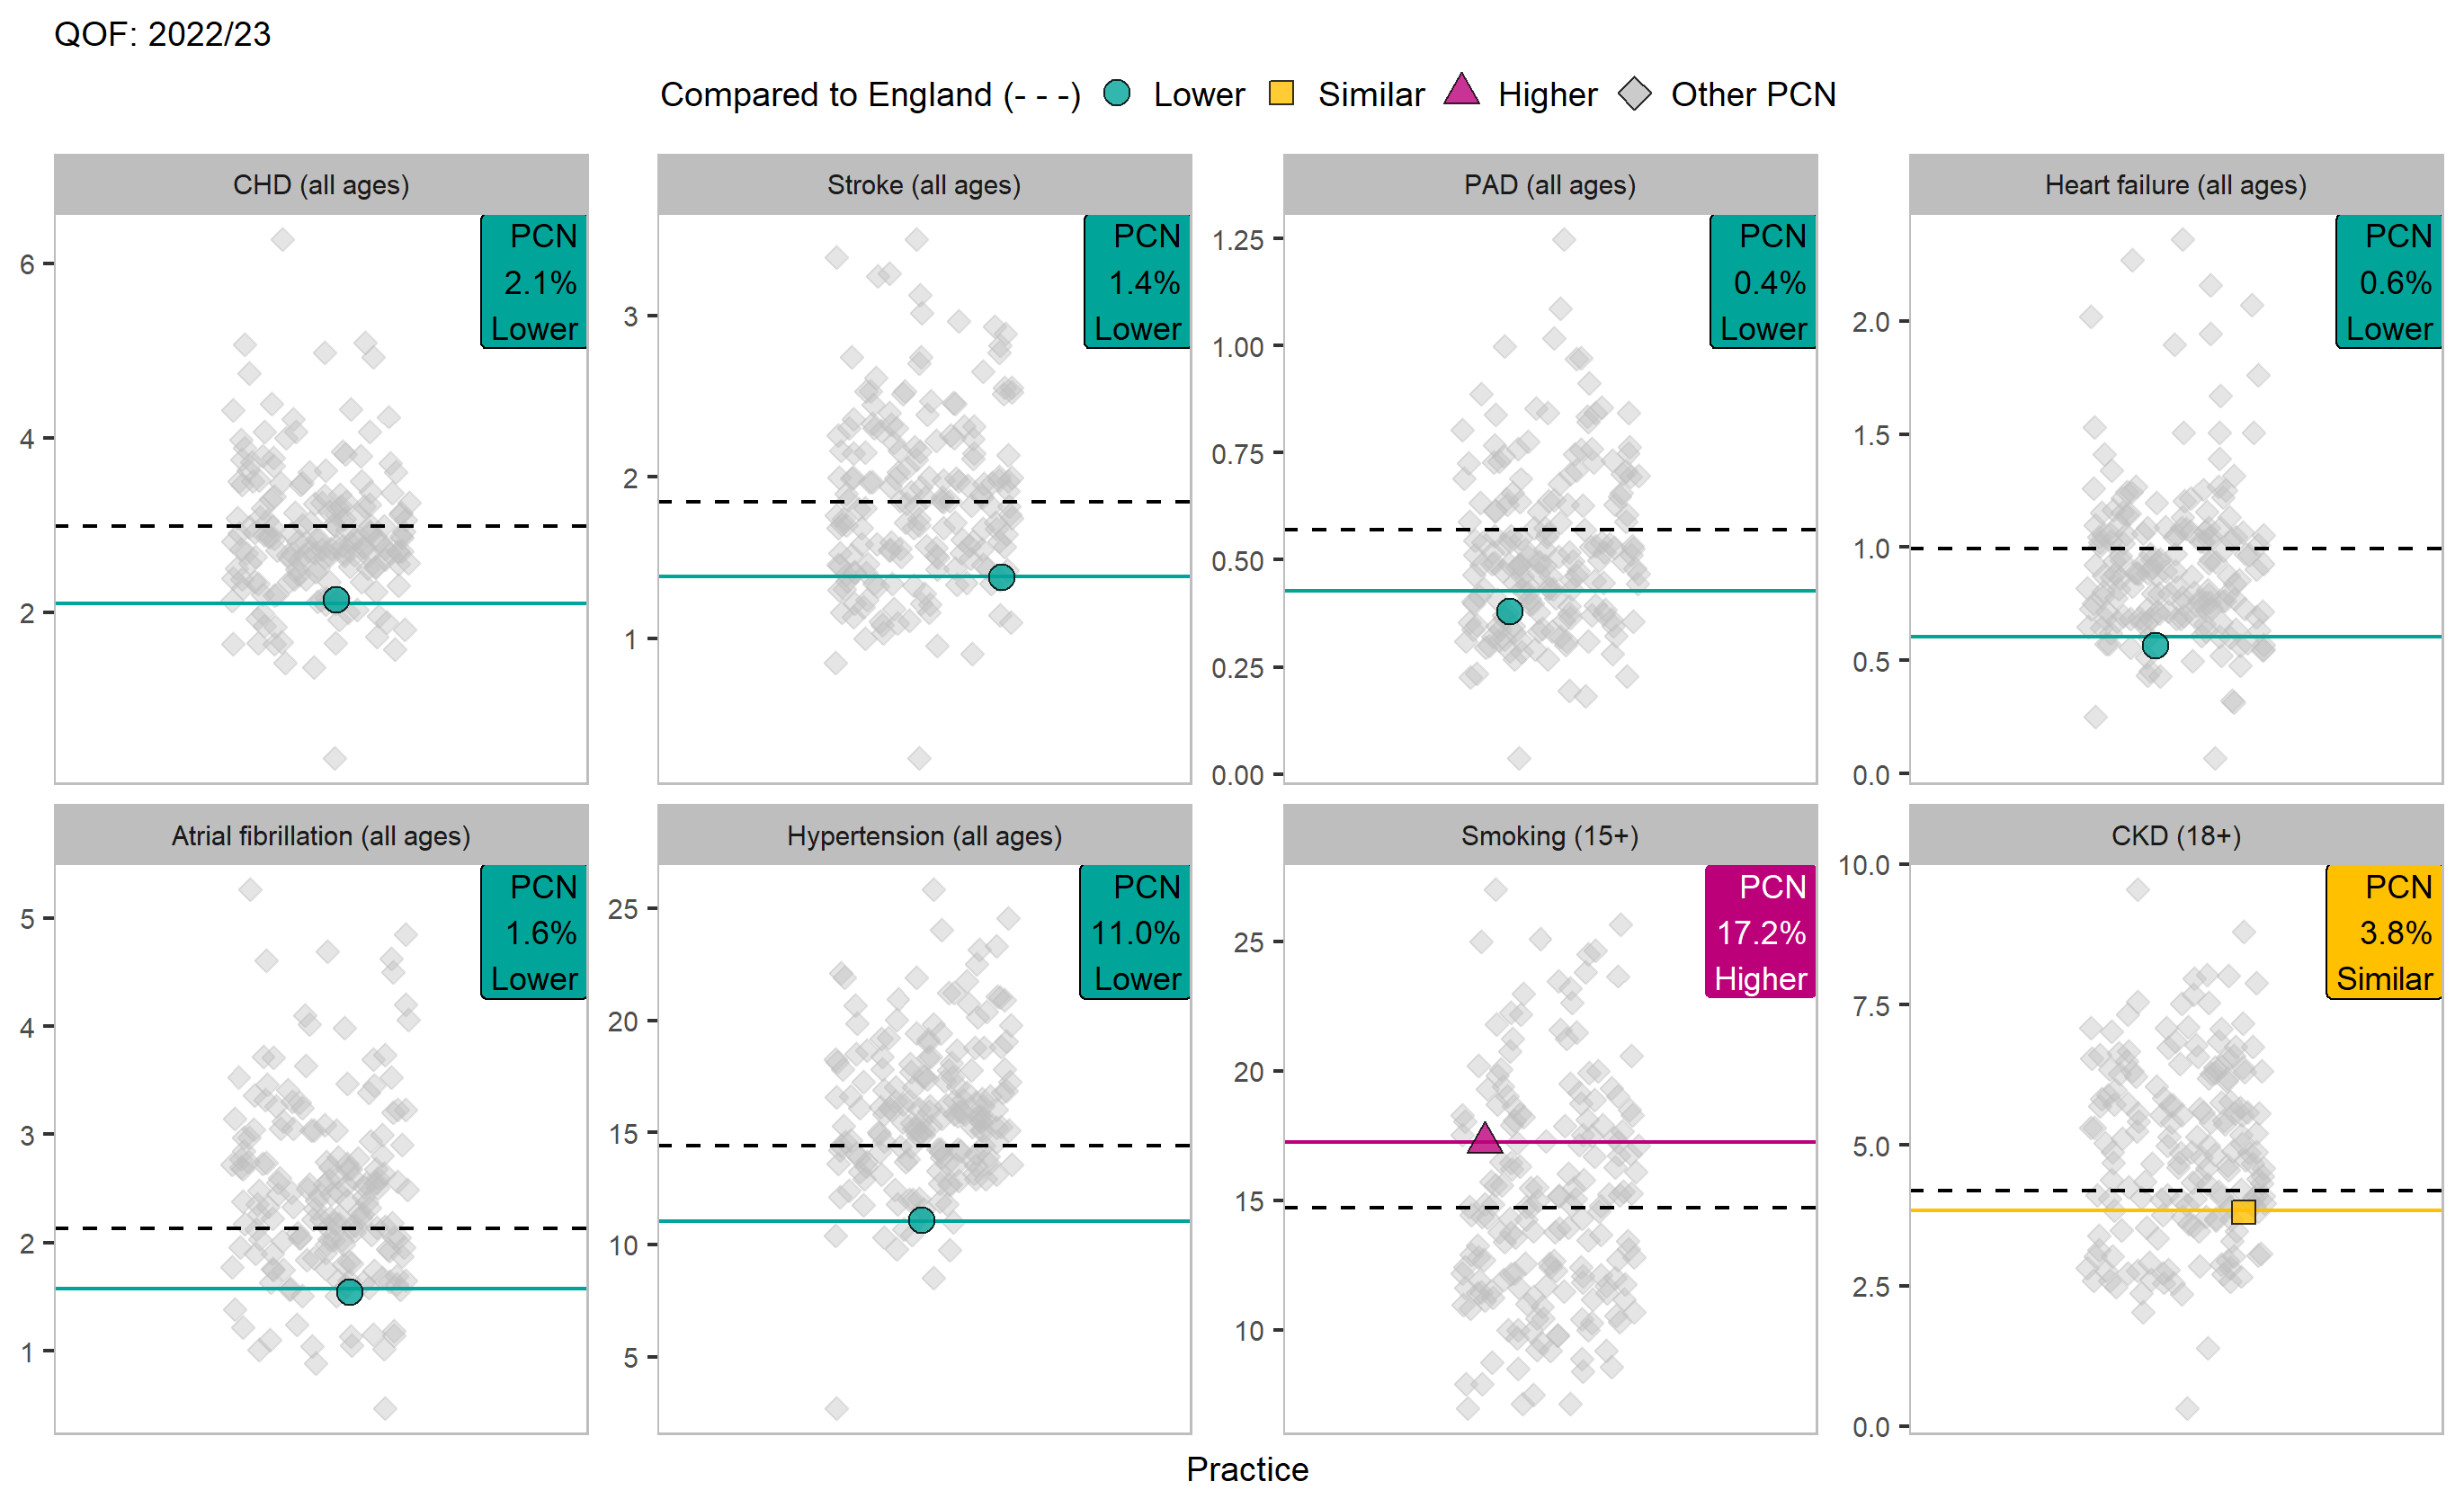 QOF: 2022/23
Compared to England (- - -) Lower Similar Higher Other PCN
CHD (all ages)
PCN
2.1%
Lower
6
4
2
Stroke (all ages)
PCN
1.4%
Lower
3
2
1
PAD (all ages)
PCN
0.4%
Lower
1.25
1.00
0.75
0.50
0.25
0.00
Heart failure (all ages)
PCN
0.6%
Lower
2.0
1.5
1.0
0.5
0.0
Atrial fibrillation (all ages)
PCN
1.6%
Lower
5
4
3
2
1
Hypertension (all ages)
PCN
11.0%
Lower
25
20
15
10
5
Smoking (15+)
PCN
17.2%
Higher
25
20
15
10
CKD (18+)
PCN
3.8%
Similar
10.0
7.5
5.0
2.5
0.0
Practice